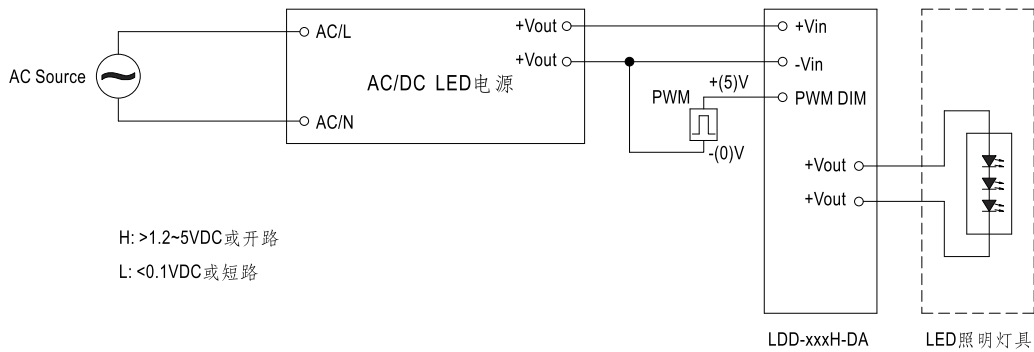 AC Source
AC/L
AC/N
AC/DC LED电源
+Vout
+Vout
PWM
+(5)V
-(0)V
+Vin
-Vin
PWM DIM
+Vout
+Vout
H: >1.2~5VDC或开路
L: <0.1VDC或短路
LDD-xxxH-DA
LED照明灯具